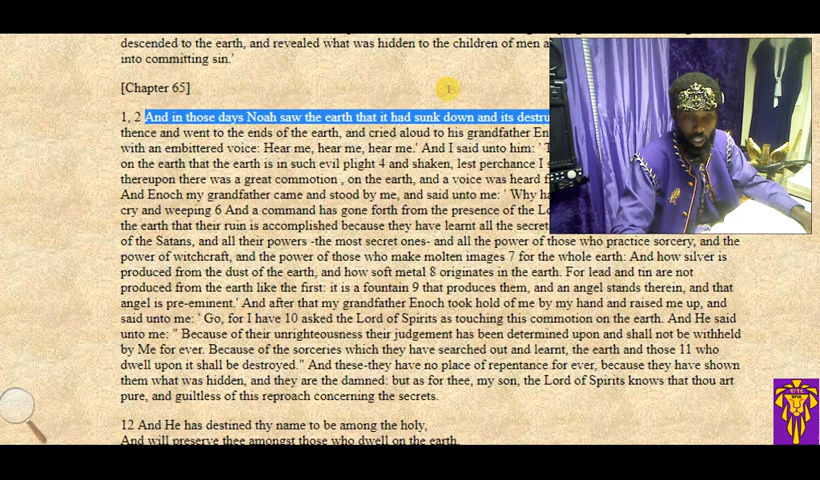 descended to the earth, and revealed what was hidden to the children of men a
into committing sin.'
[Chapter 65]
1, 2 And in those days Noah saw the earth that it had sunk down and its destru
thence and went to the ends of the earth, and cried aloud to his grandfather En
with an embittered voice: Hear me, hear me, hear me.' And I said unto him: ' T
on the earth that the earth is in such evil plight 4 and shaken, lest perchance I s
thereupon there was a great commotion , on the earth, and a voice was heard f
And Enoch my grandfather came and stood by me, and said unto me: ' Why ha
cry and weeping 6 And a command has gone forth from the presence of the Lo
the earth that their ruin is accomplished because they have learnt all the secret
of the Satans, and all their powers -the most secret ones- and all the power of those who practice sorcery, and the
power of witchcraft, and the power of those who make molten images 7 for the whole earth: And how silver is
produced from the dust of the earth, and how soft metal 8 originates in the earth. For lead and tin are not
produced from the earth like the first: it is a fountain 9 that produces them, and an angel stands therein, and that
angel is pre-eminent.' And after that my grandfather Enoch took hold of me by my hand and raised me up, and
said unto me: ' Go, for I have 10 asked the Lord of Spirits as touching this commotion on the earth. And He said
unto me: " Because of their unrighteousness their judgement has been determined upon and shall not be withheld
by Me for ever. Because of the sorceries which they have searched out and learnt, the earth and those 11 who
dwell upon it shall be destroyed." And these-they have no place of repentance for ever, because they have shown
them what was hidden, and they are the damned: but as for thee, my son, the Lord of Spirits knows that thou art
pure, and guiltless of this reproach concerning the secrets.
12 And He has destined thy name to be among the holy,
And will preserve thee amongst those who dwell on the earth,